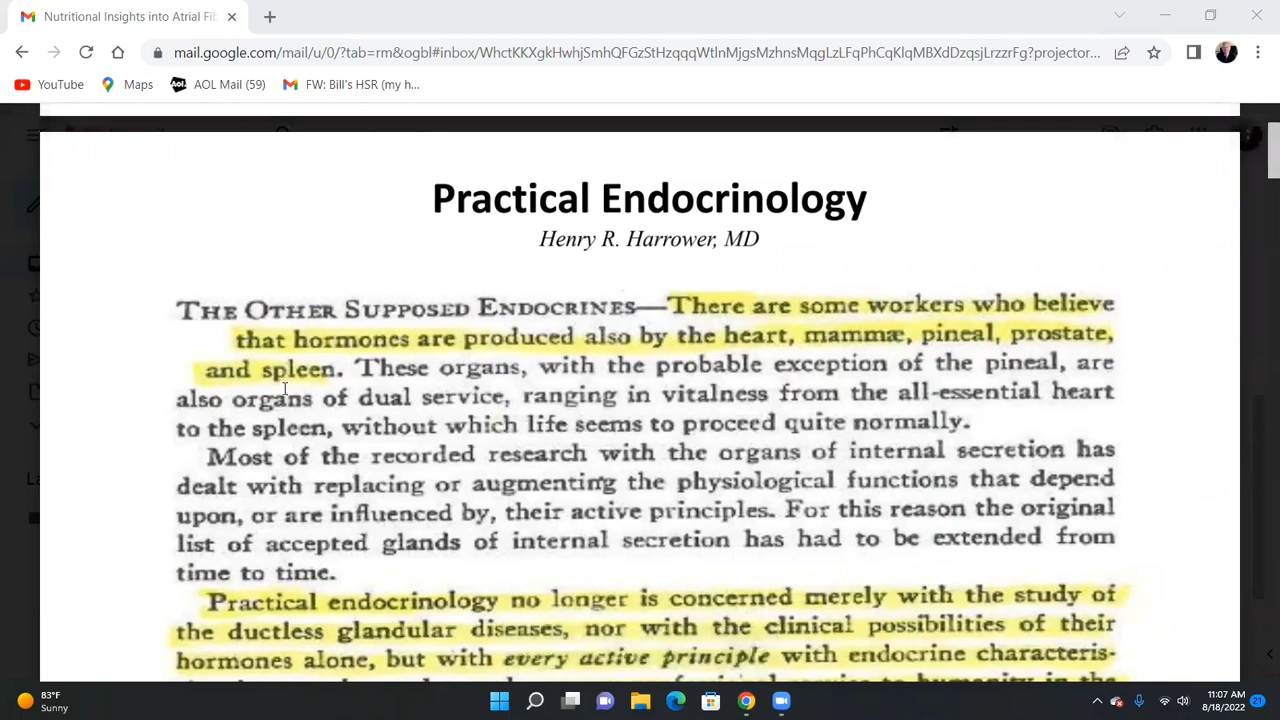 Nutritional Insights into Atrial Fib
mail.google.com/mail/u/0/?tab=rm&ogbl#inbox/WhctKKXgkHwhjSmhQFGzStHzqqqWtlnMjgsMzhnsMqgLzLFqPhCqKlqMBXdDzqsjLrzzrFg?projector...
YouTube Maps AOL Mail (59) FW: Bill's HSR (my h...
Practical Endocrinology
Henry R. Harrower, MD
THE OTHER SUPPOSED ENDOCRINES—There are some workers who believe
that hormones are produced also by the heart, mammæ, pineal, prostate,
and spleen. These organs, with the probable exception of the pineal, are
also organs of dual service, ranging in vitalness from the all-essential heart
to the spleen, without which life seems to proceed quite normally.
Most of the recorded research with the organs of internal secretion has
dealt with replacing or augmenting the physiological functions that depend
upon, or are influenced by, their active principles. For this reason the original
list of accepted glands of internal secretion has had to be extended from
time to time.
Practical endocrinology no longer is concerned merely with the study of
the ductless glandular diseases, nor with the clinical possibilities of their
hormones alone, but with every active principle with endocrine characteris-
83°F
Sunny
11:07 AM
8/18/2022
21